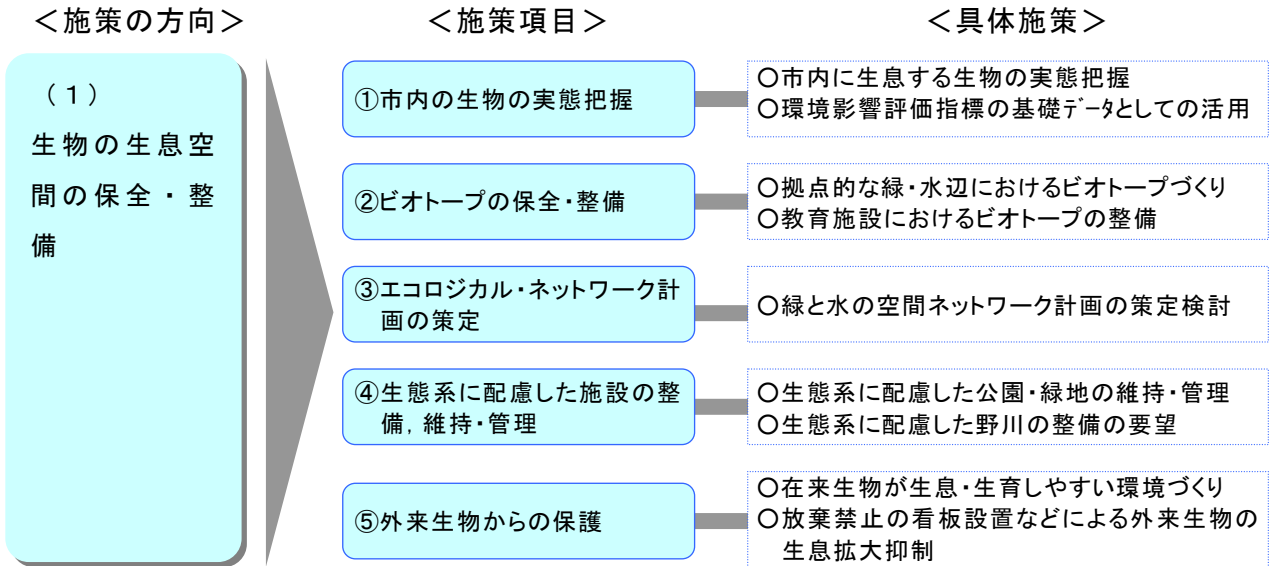 ＜施策の方向＞
＜施策項目＞
＜具体施策＞
（１）
生物の生息空
間の保全・整
備
①市内の生物の実態把握
○市内に生息する生物の実態把握
○環境影響評価指標の基礎ﾃﾞｰﾀとしての活用
②ビオトープの保全・整備
○拠点的な緑・水辺におけるビオトープづくり
○教育施設におけるビオトープの整備
③エコロジカル・ネットワーク計
画の策定
○緑と水の空間ネットワーク計画の策定検討
④生態系に配慮した施設の整
備，維持・管理
○生態系に配慮した公園・緑地の維持・管理
○生態系に配慮した野川の整備の要望
⑤外来生物からの保護
○在来生物が生息・生育しやすい環境づくり
○放棄禁止の看板設置などによる外来生物の
生息拡大抑制